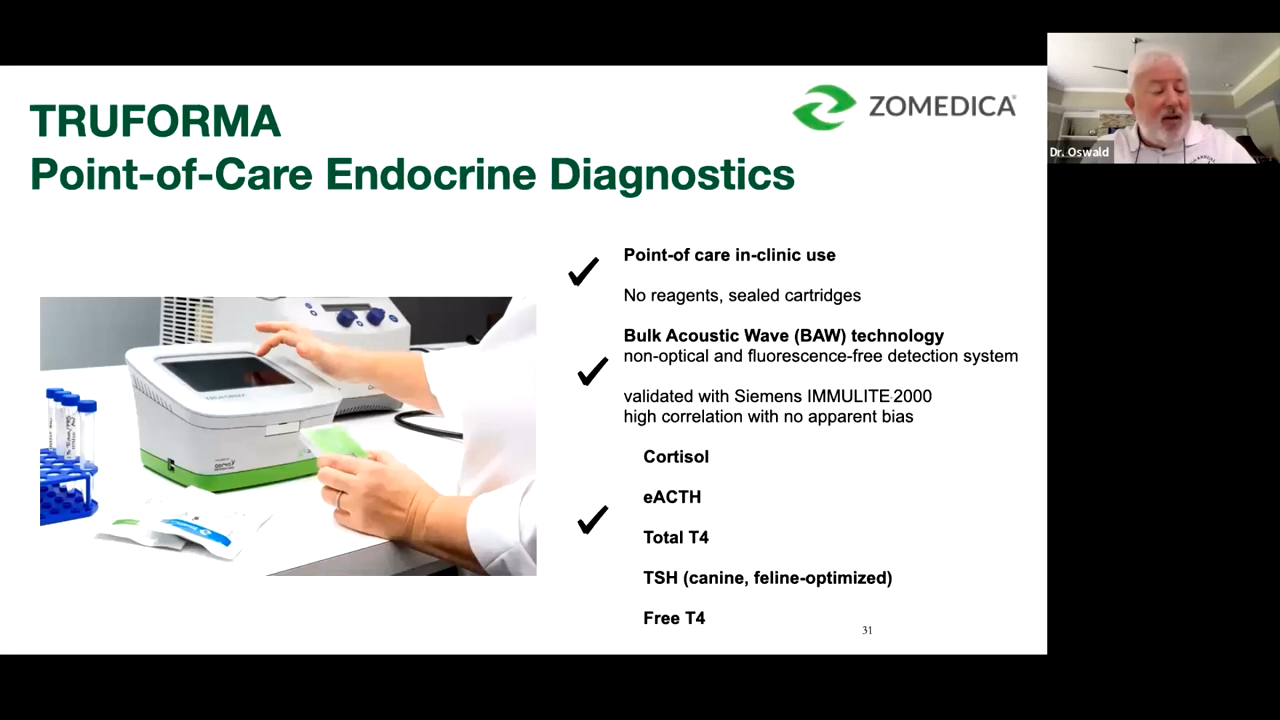 TRUFORMA
Point-of-Care Endocrine Diagnostics
ZOMEDICA®
Dr. Oswald
Point-of care in-clinic use
No reagents, sealed cartridges
Bulk Acoustic Wave (BAW) technology
non-optical and fluorescence-free detection system
validated with Siemens IMMULITE 2000
high correlation with no apparent bias
Cortisol
eACTH
Total T4
TSH (canine, feline-optimized)
Free T4
31
TRUFORMA